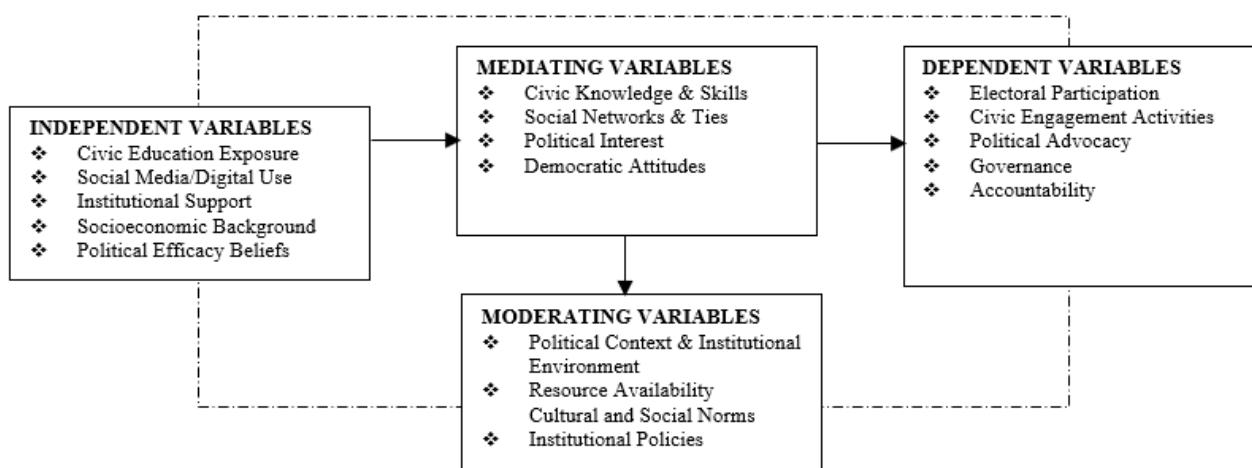 INDEPENDENT VARIABLES
❖ Civic Education Exposure
❖ Social Media/Digital Use
❖ Institutional Support
❖ Socioeconomic Background
❖ Political Efficacy Beliefs
MEDIATING VARIABLES
❖ Civic Knowledge & Skills
❖ Social Networks & Ties
❖ Political Interest
❖ Democratic Attitudes
DEPENDENT VARIABLES
❖ Electoral Participation
❖ Civic Engagement Activities
❖ Political Advocacy
❖ Governance
❖ Accountability
MODERATING VARIABLES
❖ Political Context & Institutional
Environment
❖ Resource Availability
Cultural and Social Norms
❖ Institutional Policies